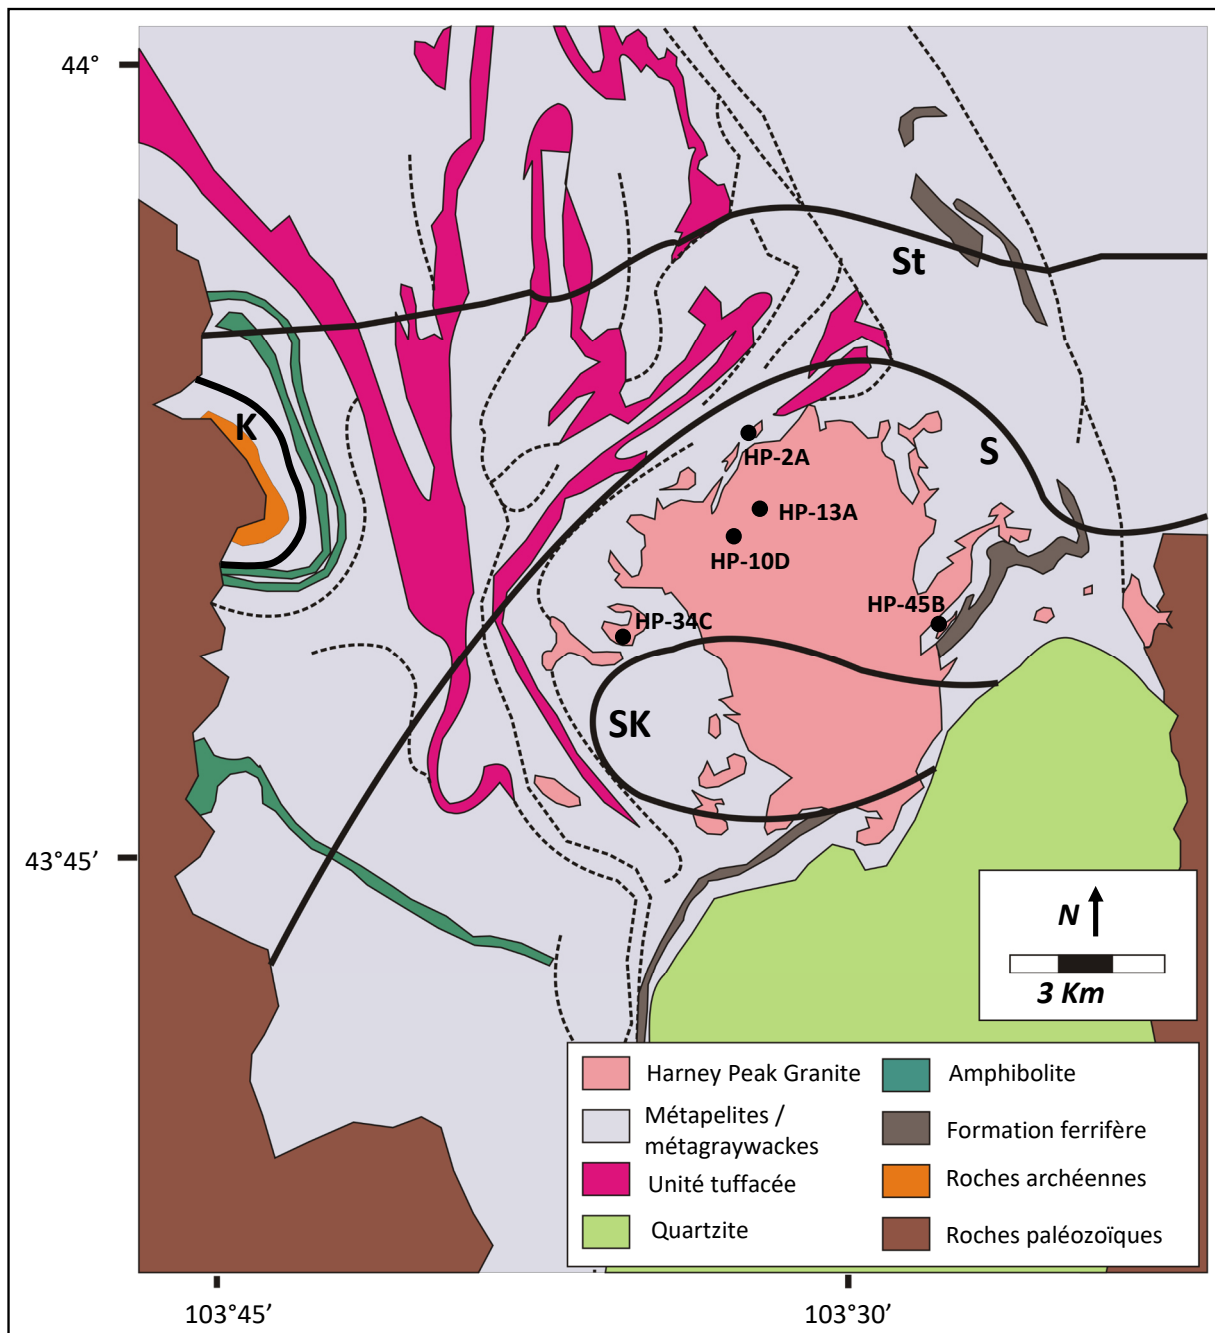 44°
St
K
S
HP-2A
HP-13A
HP-10D
HP-45B
HP-34C
SK
43°45’
N
3 Km
Harney Peak Granite
Métapelites /
métagraywackes
Unité tuffacée
Quartzite
Amphibolite
Formation ferrifère
Roches archéennes
Roches paléozoïques
103°45’
103°30’